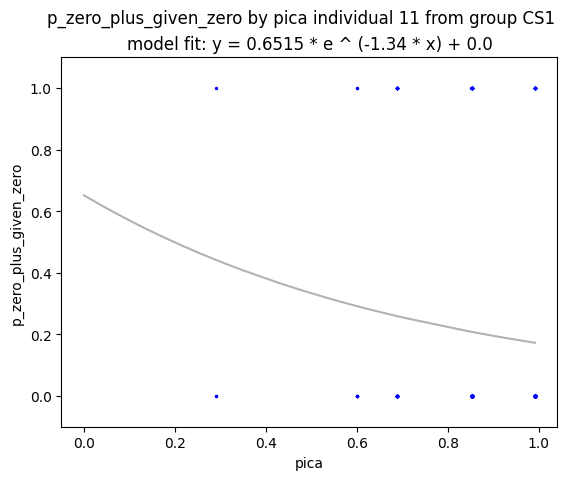 p_zero_plus_given_zero by pica individual 11 from group CS1
model fit: y = 0.6515 * e ^ (-1.34 * x) + 0.0
1.0
0.8
0.6
0.4
0.2
0.0
p_zero_plus_given_zero
0.0 0.2 0.4 0.6 0.8 1.0
pica